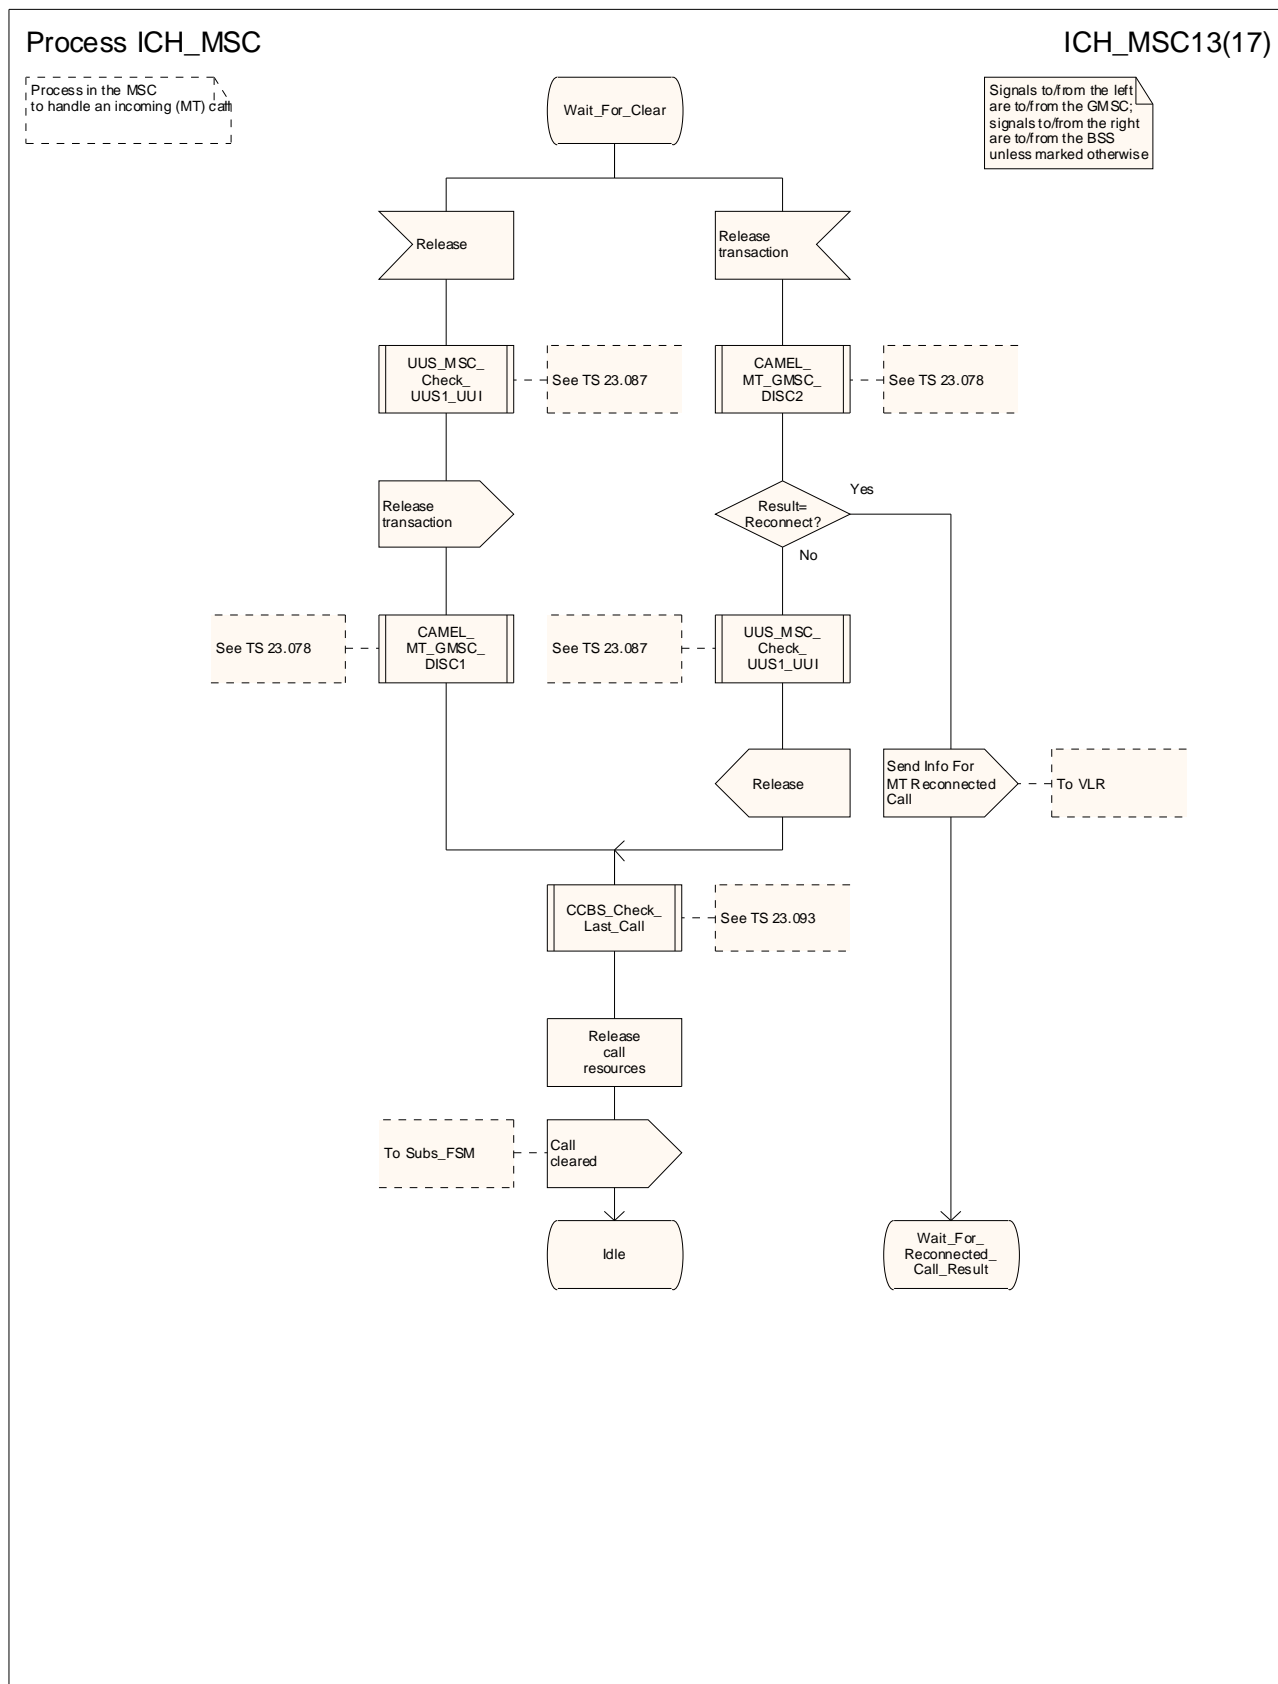 Process ICH_MSC
ICH_MSC13(17)
Process in the MSC
to handle an incoming (MT) call
Signals to/from the left
are to/from the GMSC;
signals to/from the right
are to/from the BSS
unless marked otherwise
Wait_For_Clear
Release
Release
transaction
UUS_MSC_
Check_
UUS1_UUI
See TS 23.087
CAMEL_
MT_GMSC_
DISC2
See TS 23.078
Release
transaction
Result=
Reconnect?
Yes
No
See TS 23.078
CAMEL_
MT_GMSC_
DISC1
See TS 23.087
UUS_MSC_
Check_
UUS1_UUI
Release
Send Info For
MT Reconnected
Call
To VLR
CCBS_Check_
Last_Call
See TS 23.093
Release
call
resources
To Subs_FSM
Call
cleared
Idle
Wait_For_
Reconnected_
Call_Result